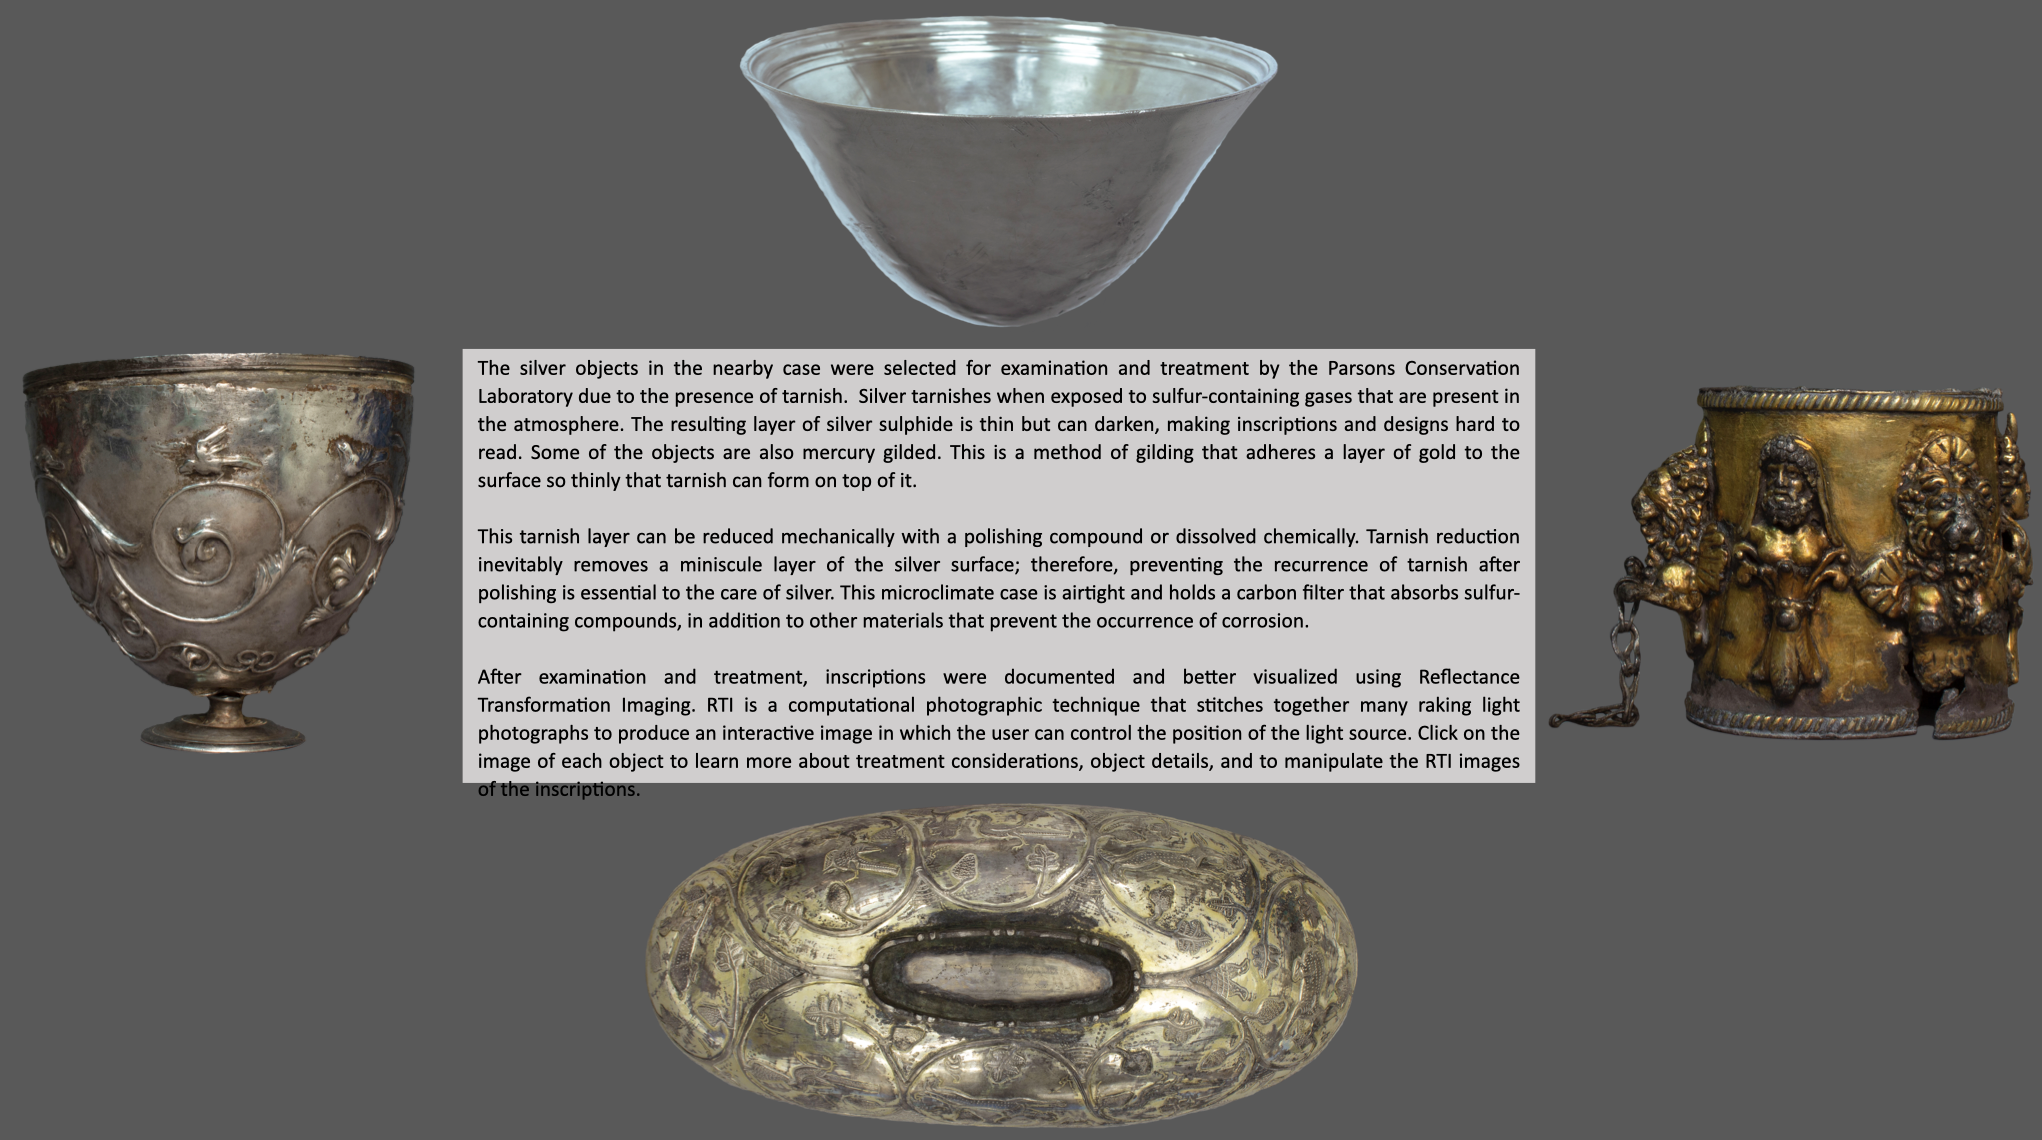 The silver objects in the nearby case were selected for examination and treatment by the Parsons Conservation
Laboratory due to the presence of tarnish.  Silver tarnishes when exposed to sulfur-containing gases that are present in
the atmosphere. The resulting layer of silver sulphide is thin but can darken, making inscriptions and designs hard to
read. Some of the objects are also mercury gilded. This is a method of gilding that adheres a layer of gold to the
surface so thinly that tarnish can form on top of it.
This tarnish layer can be reduced mechanically with a polishing compound or dissolved chemically. Tarnish reduction
inevitably removes a miniscule layer of the silver surface; therefore, preventing the recurrence of tarnish after
polishing is essential to the care of silver. This microclimate case is airtight and holds a carbon filter that absorbs sulfur-
containing compounds, in addition to other materials that prevent the occurrence of corrosion.
After examination and treatment, inscriptions were documented and better visualized using Reflectance
Transformation Imaging. RTI is a computational photographic technique that stitches together many raking light
photographs to produce an interactive image in which the user can control the position of the light source. Click on the
image of each object to learn more about treatment considerations, object details, and to manipulate the RTI images
of the inscriptions.